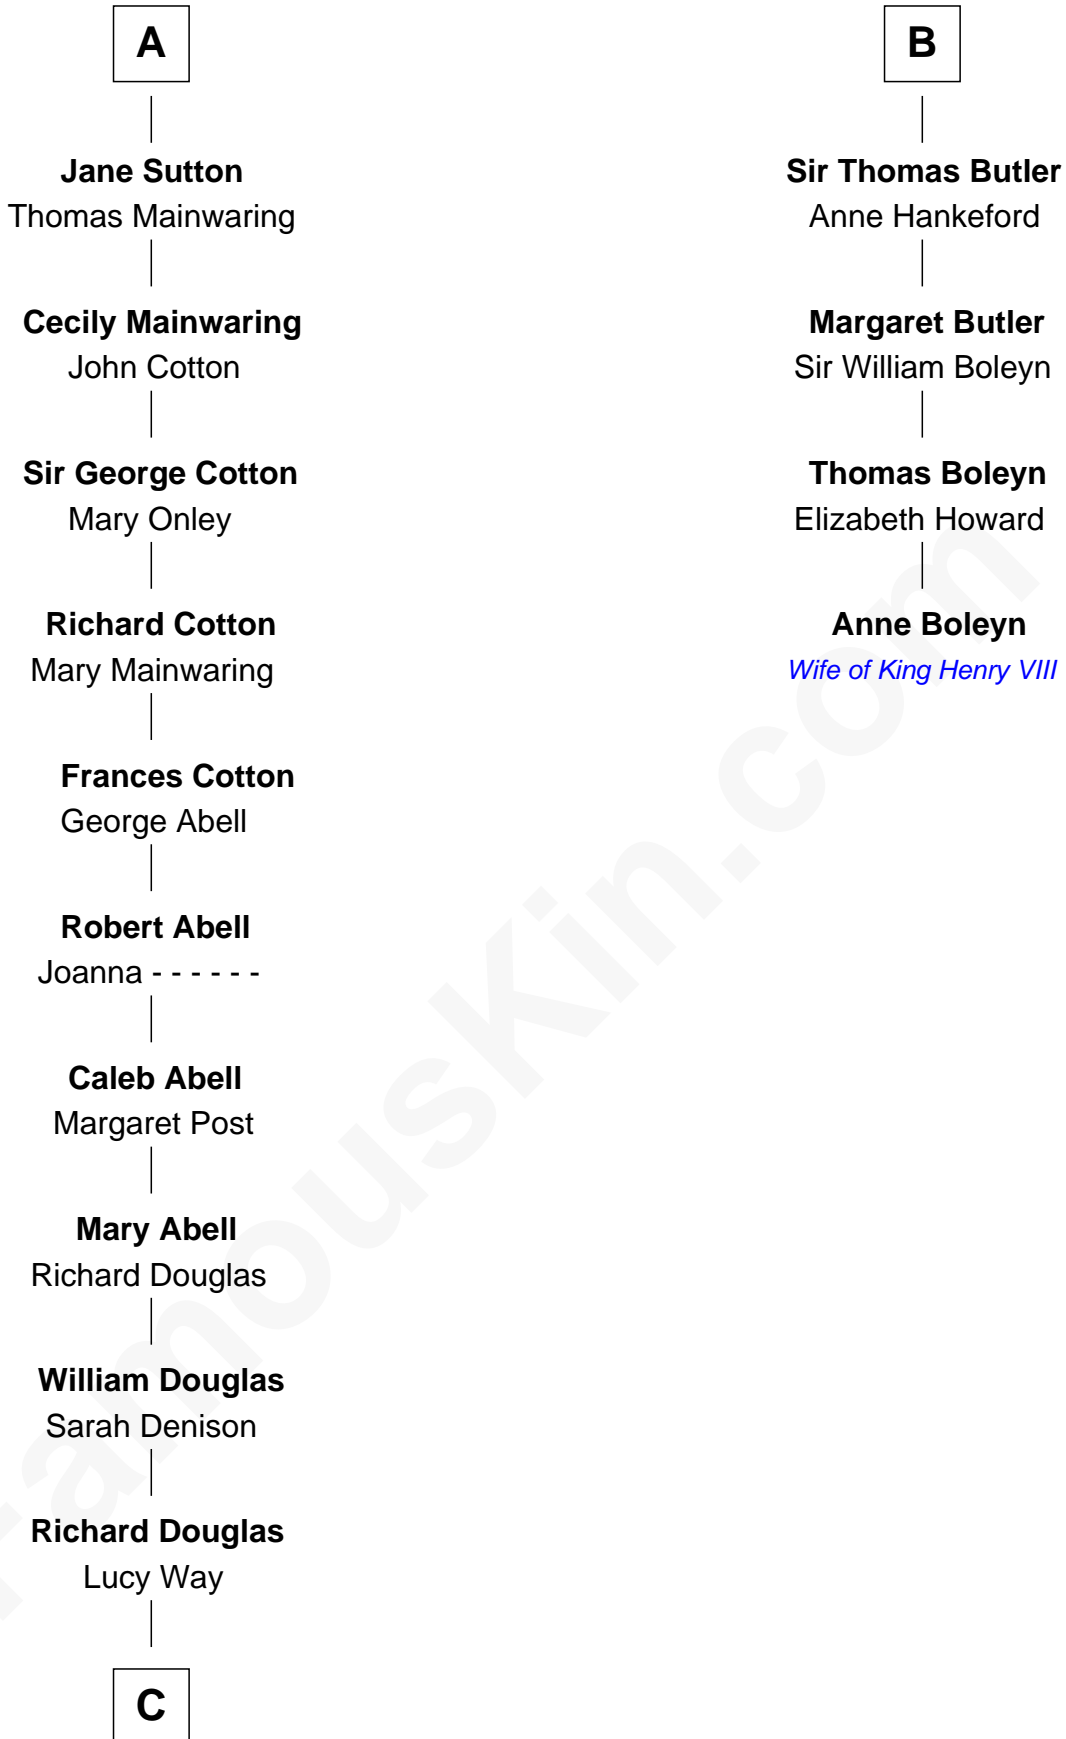 A
Jane Sutton
Thomas Mainwaring
Cecily Mainwaring
John Cotton
Sir George Cotton
Mary Onley
Richard Cotton
Mary Mainwaring
Frances Cotton
George Abell
Robert Abell
Joanna - - - - - -
Caleb Abell
Margaret Post
Mary Abell
Richard Douglas
William Douglas
Sarah Denison
Richard Douglas
Lucy Way
C
B
Sir Thomas Butler
Anne Hankeford
Margaret Butler
Sir William Boleyn
Thomas Boleyn
Elizabeth Howard
Anne Boleyn
Wife of King Henry VIII
FamousKin.com